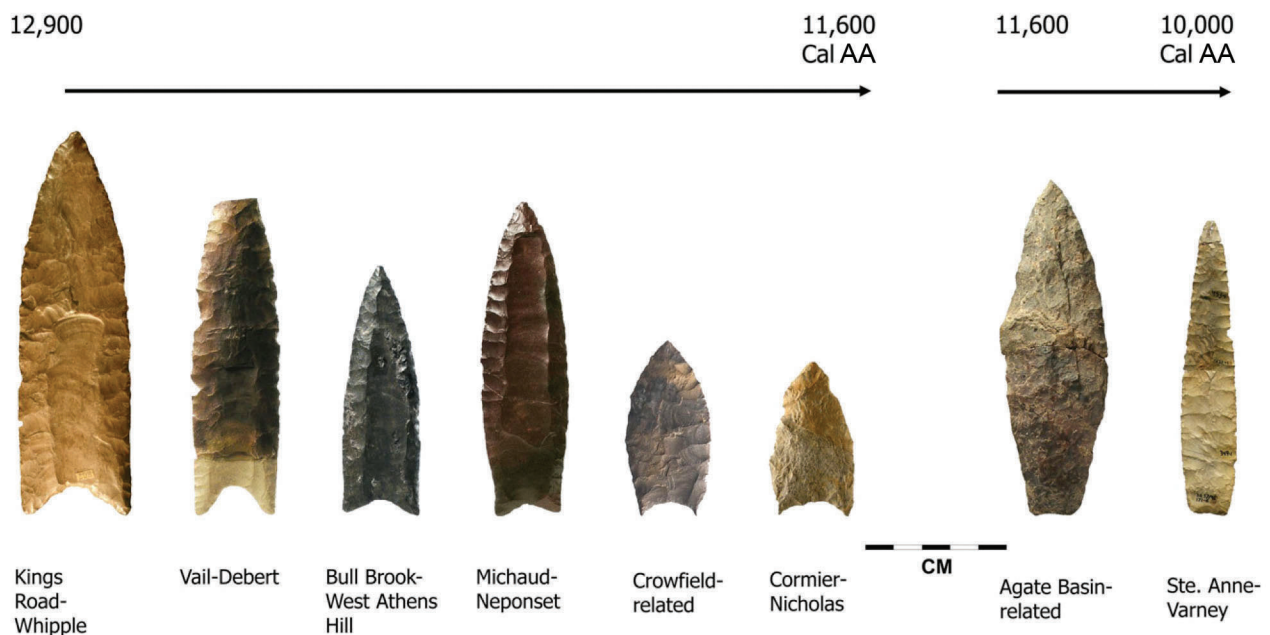 12,900
11,600
Cal AA
11,600
10,000
Cal AA
CM
Kings
Road-
Whipple
Vail-Debert
Bull Brook-
West Athens
Hill
Michaud-
Neponset
Crowfield-
related
Cormier-
Nicholas
Agate Basin-
related
Ste. Anne-
Varney